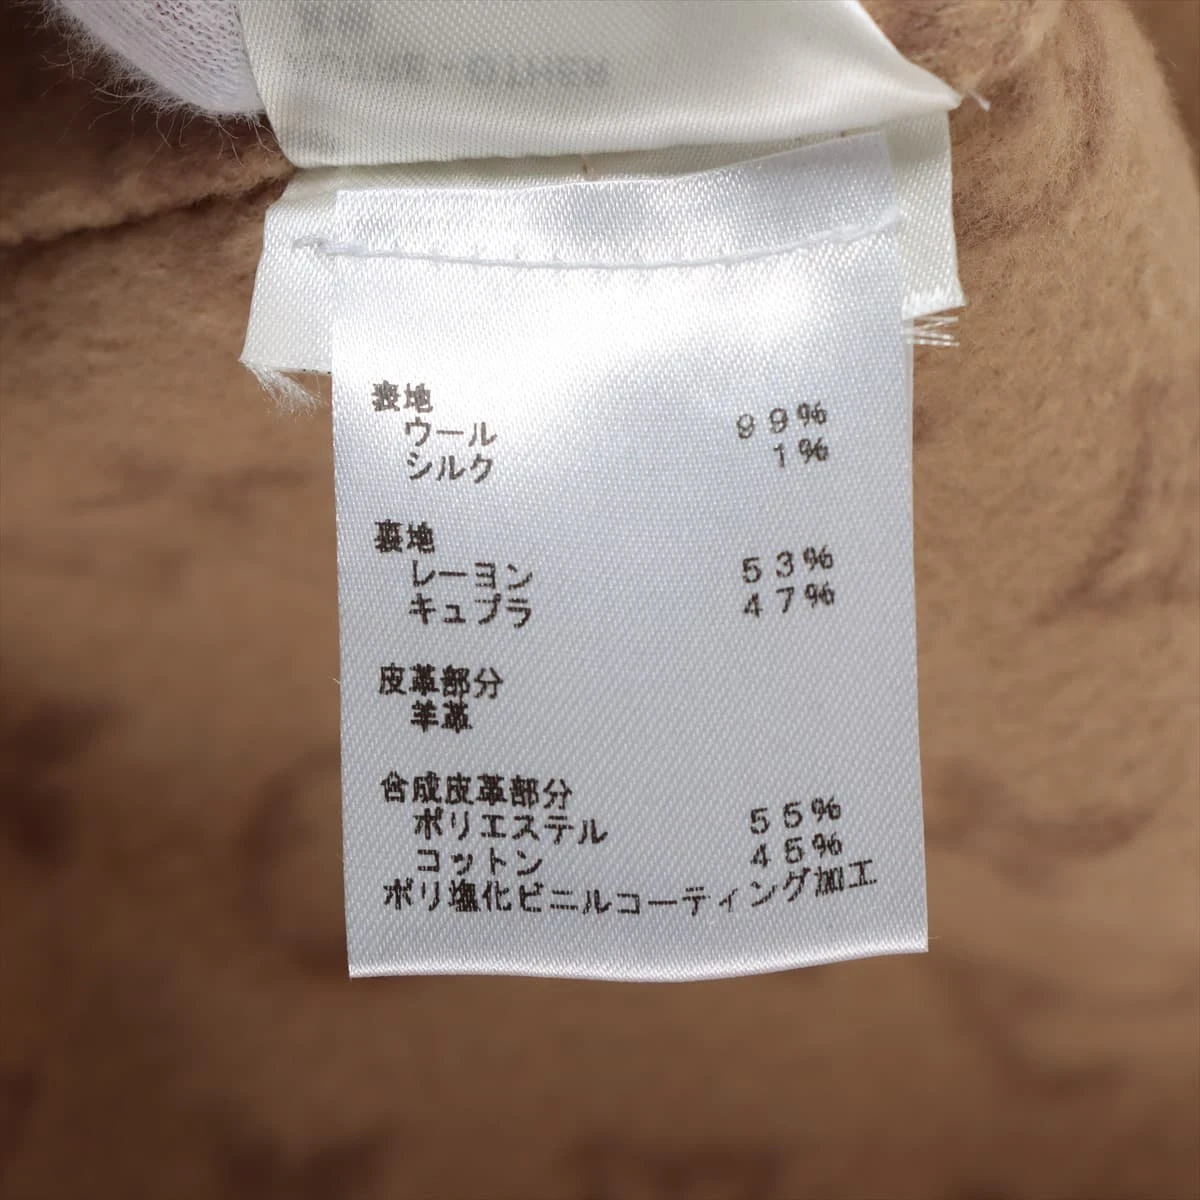 表地
ウール 99%
シルク 1%
裏地
レーヨン 53%
キュプラ 47%
皮革部分
羊革
合成皮革部分
ポリエステル 55%
コットン 45%
ポリ塩化ビニルコーティング加工